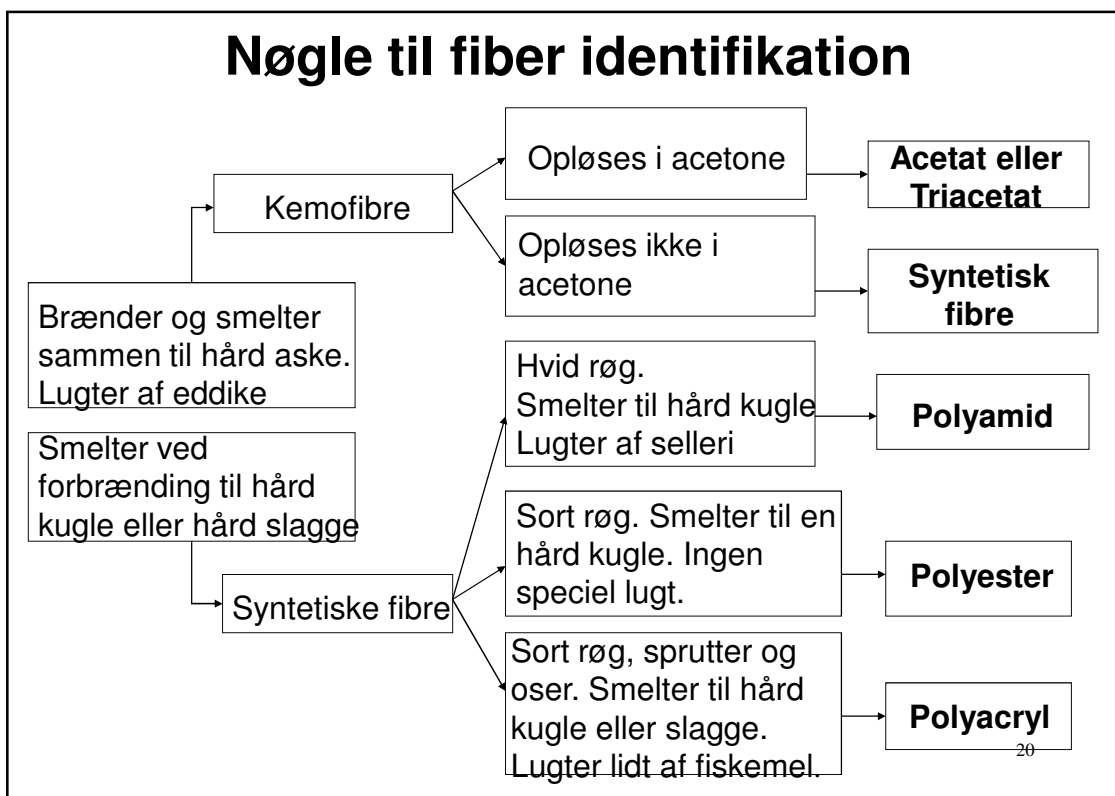 Nøgle til fiber identifikation
Brænder og smelter
sammen til hård aske.
Lugter af eddike
Kemofibre
Opløses i acetone
Acetat eller
Triacetat
Opløses ikke i
acetone
Syntetisk
fibre
Smelter ved
forbrænding til hård
kugle eller hård slagge
Syntetiske fibre
Hvid røg.
Smelter til hård kugle
Lugter af selleri
Polyamid
Sort røg. Smelter til en
hård kugle. Ingen
speciel lugt.
Polyester
Sort røg, sprutter og
oser. Smelter til hård
kugle eller slagge.
Lugter lidt af fiskemel.
Polyacryl
20